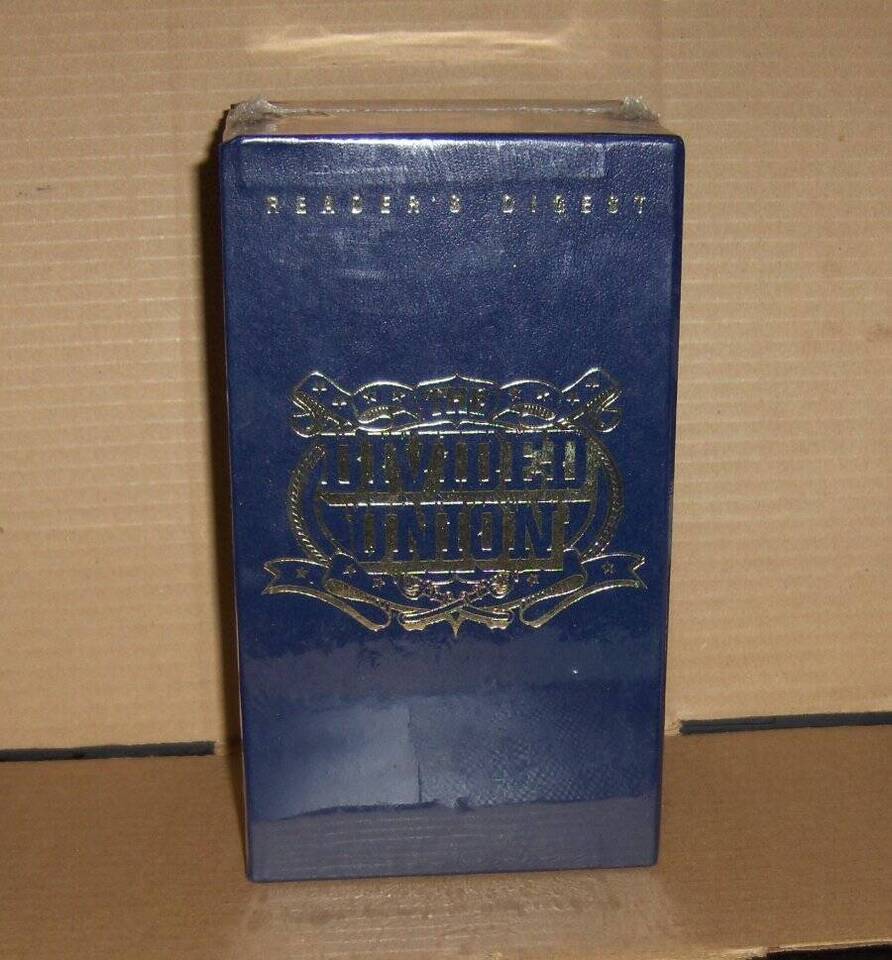 READER'S DIGEST
THE
DIVIDED
UNION